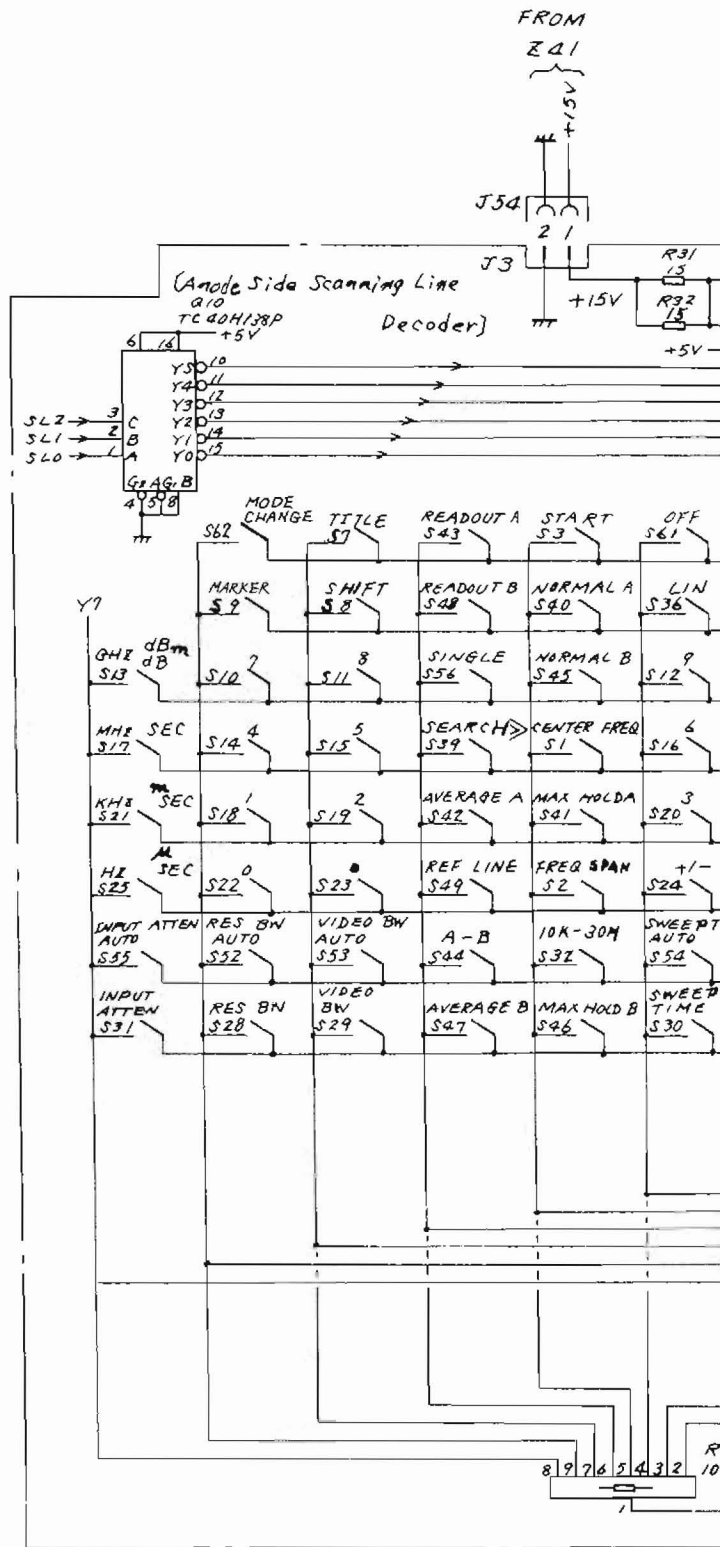 FROM
Z41
+15V
J54
2 1
J3
+15V
R31
15
R32
15
+5V
(Anode Side Scanning Line
Decoder)
Q10
TC40H138P
+5V
6 16
Y5 10
Y4 11
Y3 12
Y2 13
Y1 14
Y0 15
SL2 3 C
SL1 2 B
SL0 1 A
G2A G1 B
4 5 8
MODE CHANGE TITLE READOUT A START OFF
S62 S7 S43 S3 S61
Y7
MARKER SHIFT READOUT B NORMAL A LIN
S9 S8 S48 S40 S36
GHz dBm
dB 7 8 SINGLE NORMAL B 9
S13 S10 S11 S56 S45 S12
MHz SEC 4 5 SEARCH≫ CENTER FREQ 6
S17 S14 S15 S39 S1 S16
KHz mSEC 1 2 AVERAGE A MAX HOLDA 3
S21 S18 S19 S42 S41 S20
Hz μSEC 0 • REF LINE FREQ SPAN +/-
S25 S22 S23 S49 S2 S24
INPUT ATTEN AUTO RES BW AUTO VIDEO BW AUTO A-B 10K-30M SWEEP T AUTO
S55 S52 S53 S44 S32 S54
INPUT ATTEN RES BW VIDEO BW AVERAGE B MAX HOLD B SWEEP TIME
S31 S28 S29 S47 S46 S30
8 9 7 6 5 4 3 2
R
10
1